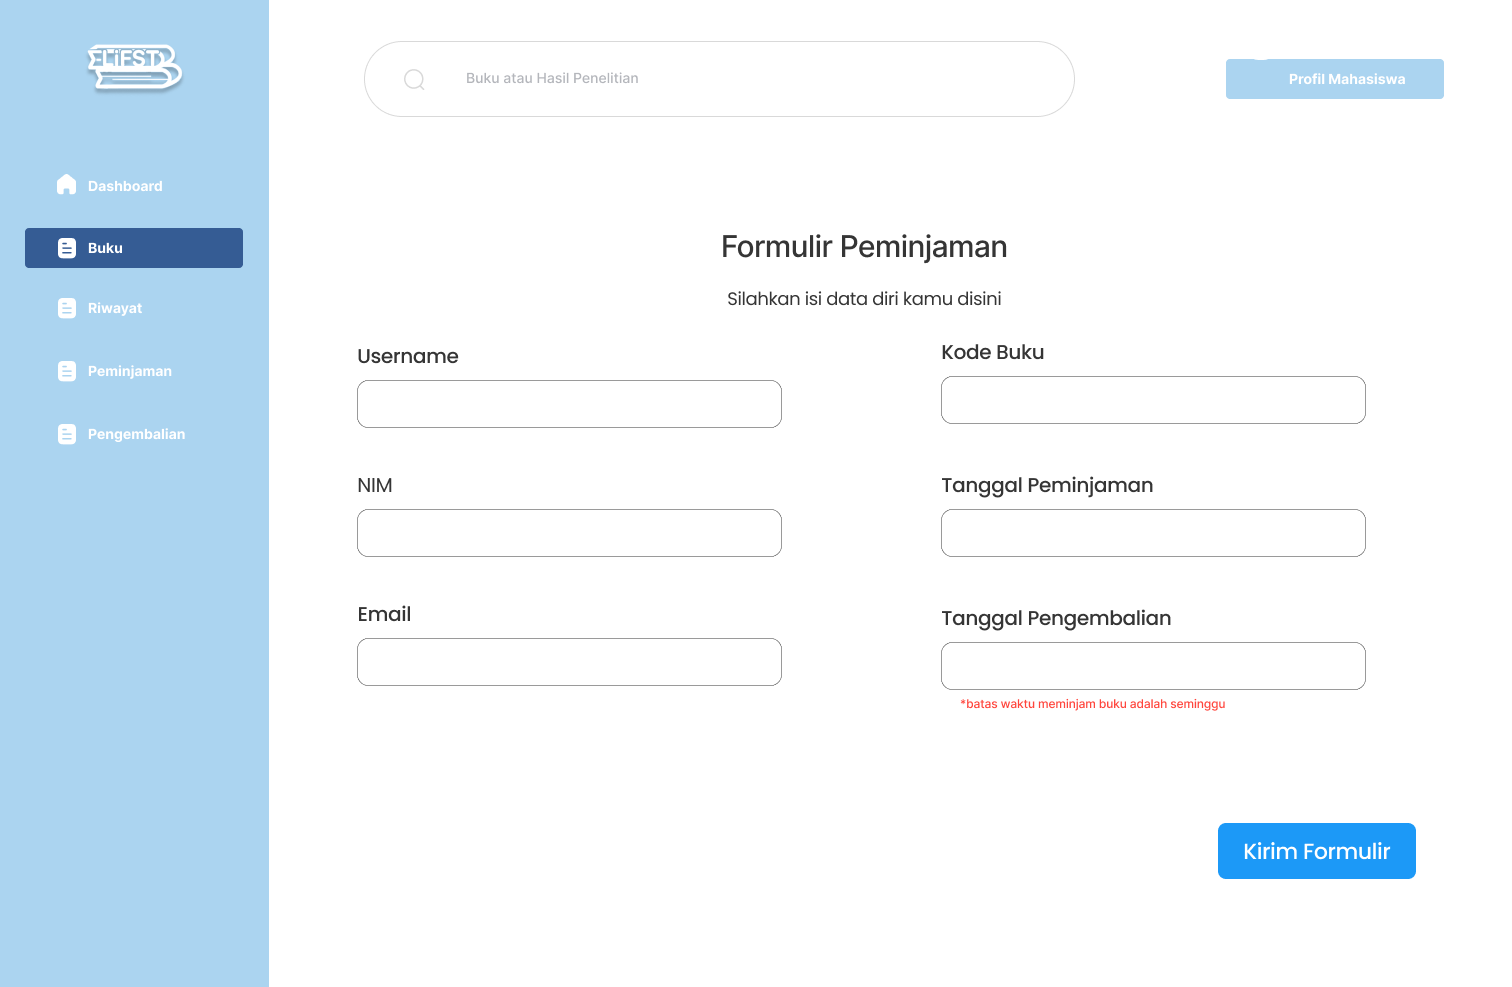 ELiFST
Buku atau Hasil Penelitian
Profil Mahasiswa
Dashboard
Buku
Riwayat
Peminjaman
Pengembalian
Formulir Peminjaman
Silahkan isi data diri kamu disini
Username
NIM
Email
Kode Buku
Tanggal Peminjaman
Tanggal Pengembalian
*batas waktu meminjam buku adalah seminggu
Kirim Formulir